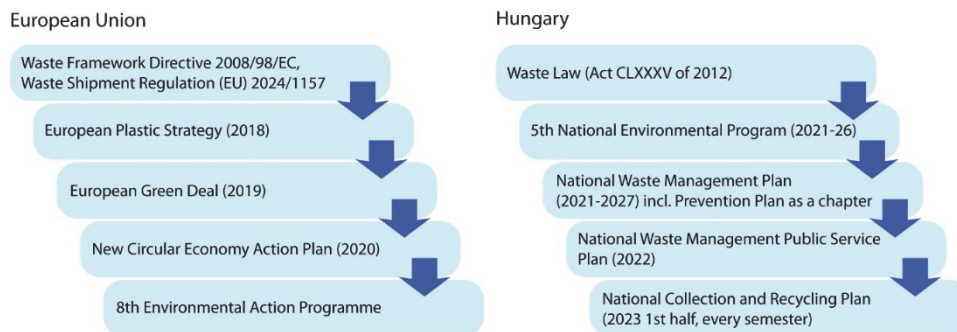 European Union
Waste Framework Directive 2008/98/EC,
Waste Shipment Regulation (EU) 2024/1157
European Plastic Strategy (2018)
European Green Deal (2019)
New Circular Economy Action Plan (2020)
8th Environmental Action Programme
Hungary
Waste Law (Act CLXXXV of 2012)
5th National Environmental Program (2021-26)
National Waste Management Plan
(2021-2027) incl. Prevention Plan as a chapter
National Waste Management Public Service
Plan (2022)
National Collection and Recycling Plan
(2023 1st half, every semester)